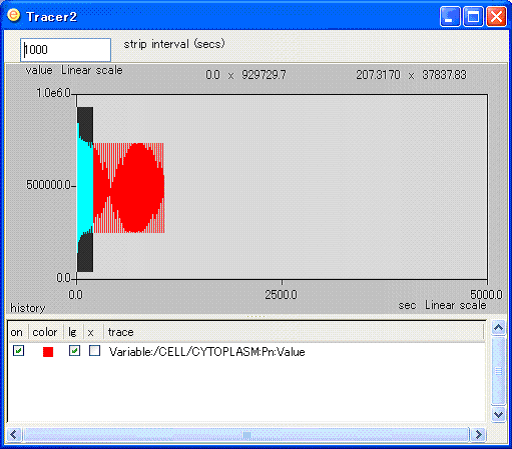 Tracer2
1000 strip interval (secs)
value Linear scale 0.0 x 929729.7 207.3170 x 37837.83
1.0e6.0
500000.0
0.0
0.0 2500.0 5000.0
history sec Linear scale
on color lg x trace
Variable:/CELL/CYTOPLASM:Pn:Value